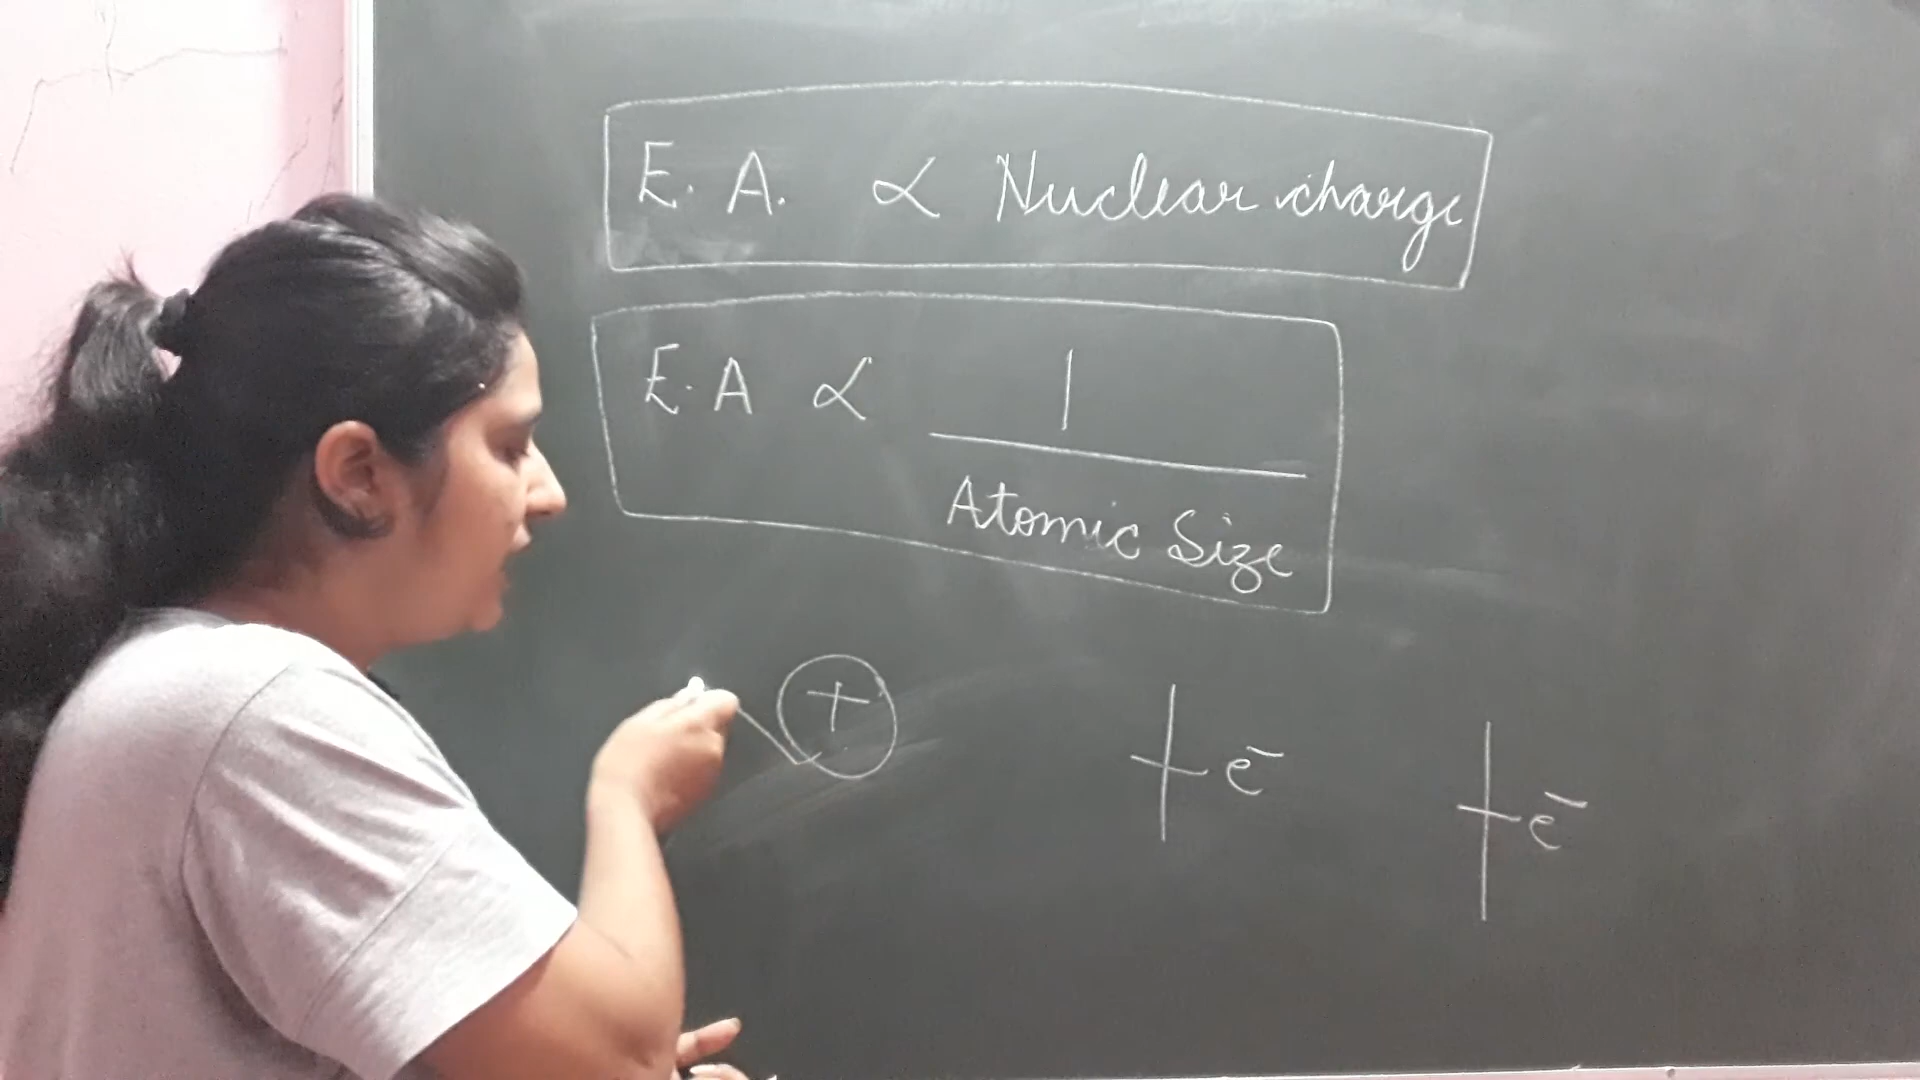 E. A. ∝ Nuclear charge
E. A ∝ 1
Atomic Size
+
e⁻
e⁻